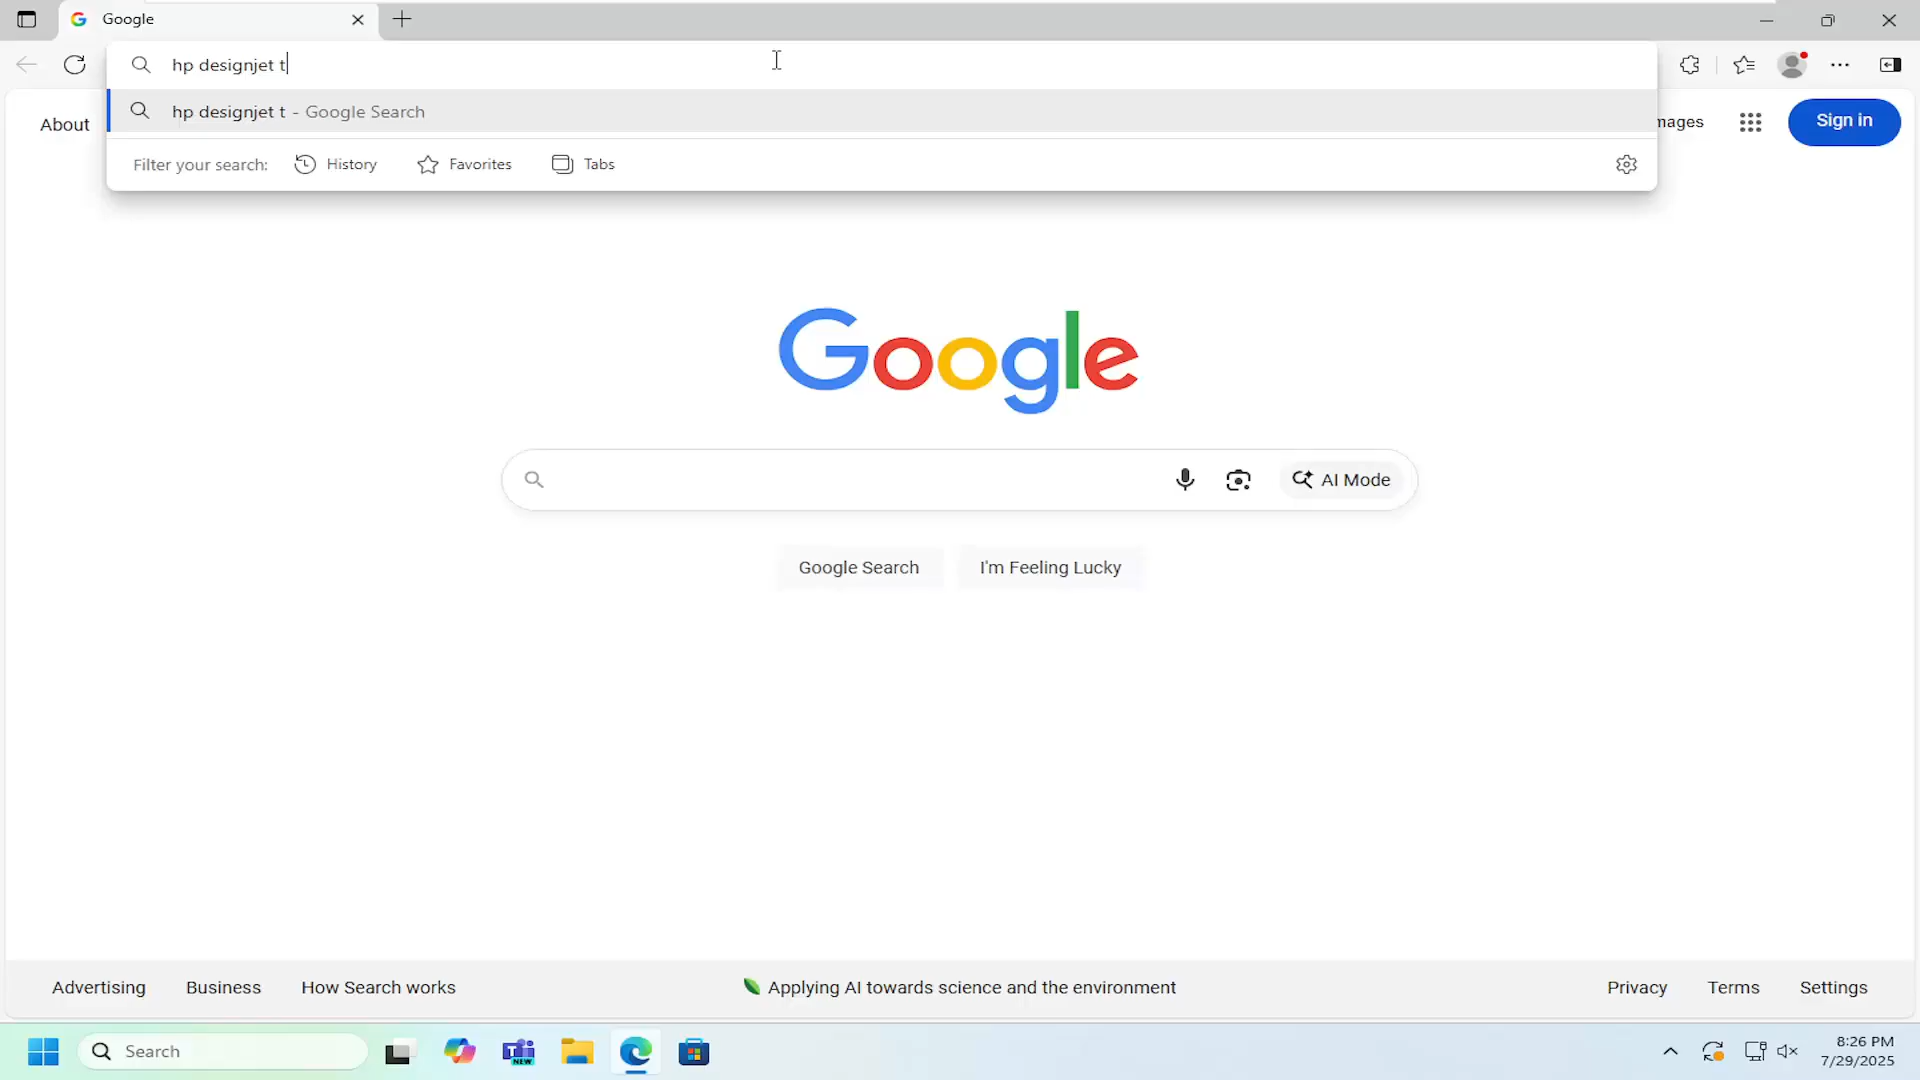 Google
hp designjet t
hp designjet t - Google Search
About
mages
Sign in
Filter your search:
History
Favorites
Tabs
Google
AI Mode
Google Search
I'm Feeling Lucky
Advertising
Business
How Search works
Applying AI towards science and the environment
Privacy
Terms
Settings
Search
NEW
8:26 PM
7/29/2025